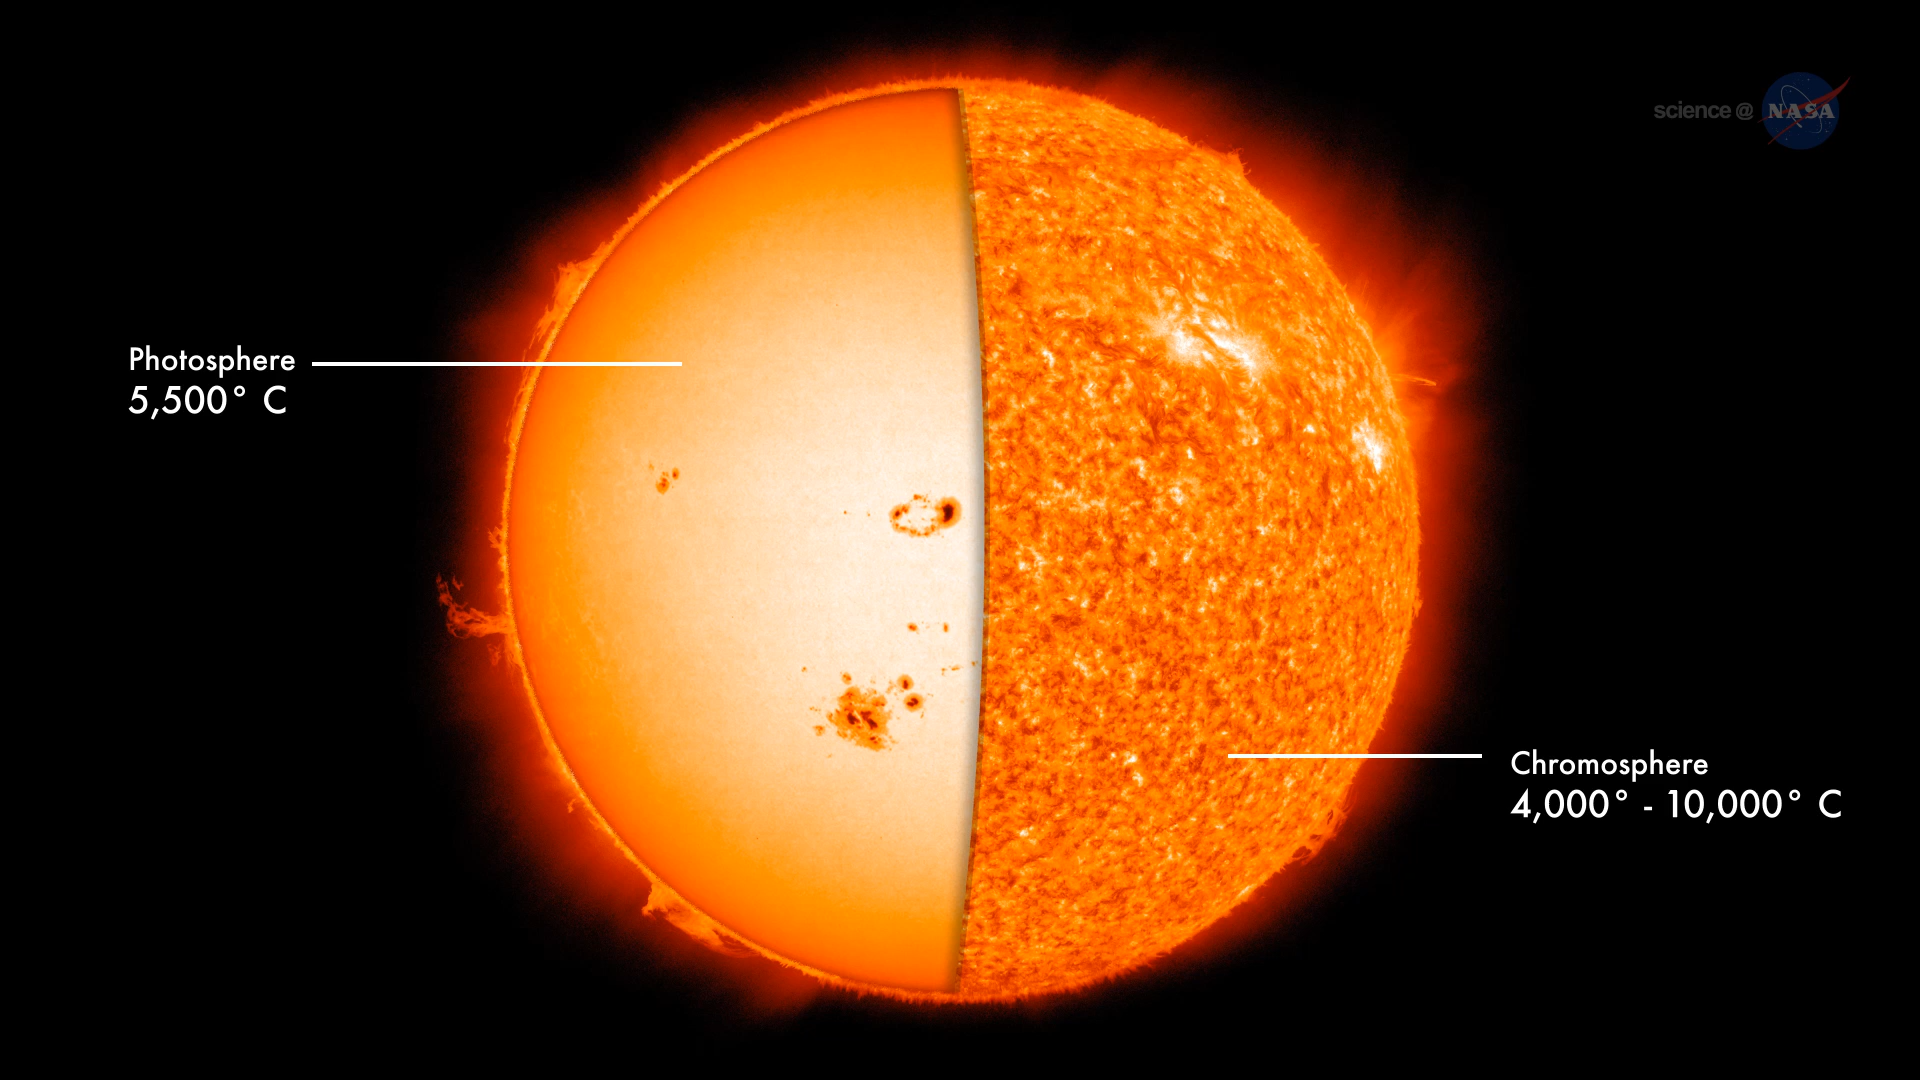 science @ NASA
Photosphere
5,500° C
Chromosphere
4,000° - 10,000° C